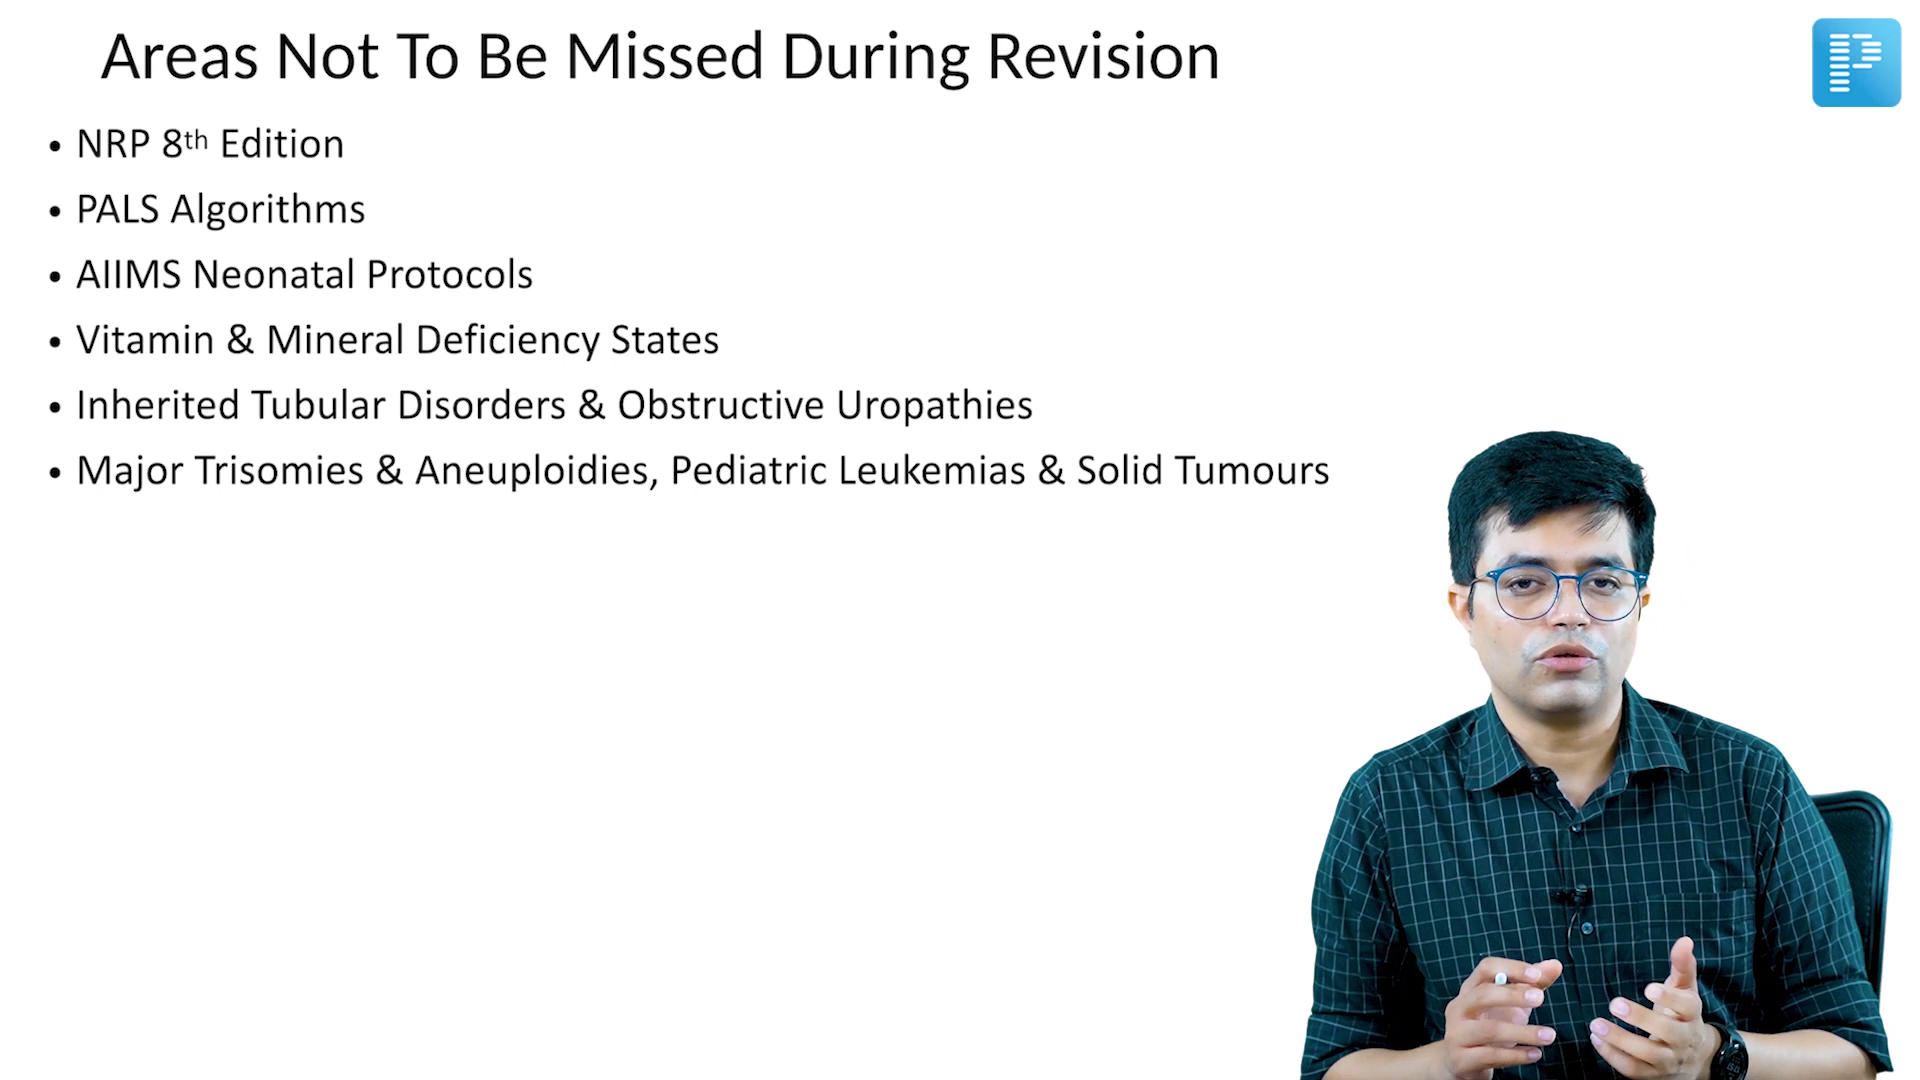 Areas Not To Be Missed During Revision
• NRP 8th Edition
• PALS Algorithms
• AIIMS Neonatal Protocols
• Vitamin & Mineral Deficiency States
• Inherited Tubular Disorders & Obstructive Uropathies
• Major Trisomies & Aneuploidies, Pediatric Leukemias & Solid Tumours